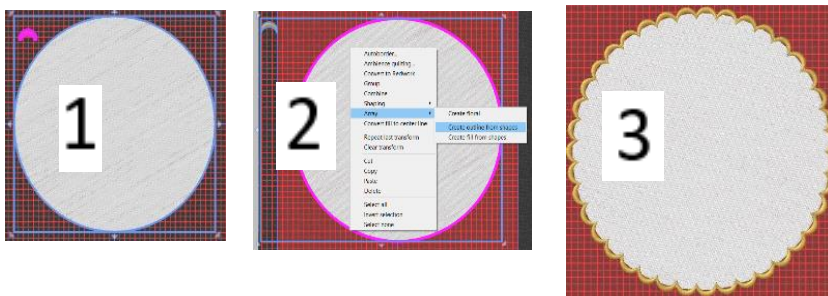 1
2
Autoborder...
Ambience quilting...
Convert to Redwork
Group
Combine
Shaping
Array
Convert fill to center line
Repeat last transform
Clear transform
Cut
Copy
Paste
Delete
Select all
Invert selection
Select none
Create floral
Create outline from shapes
Create fill from shapes
3